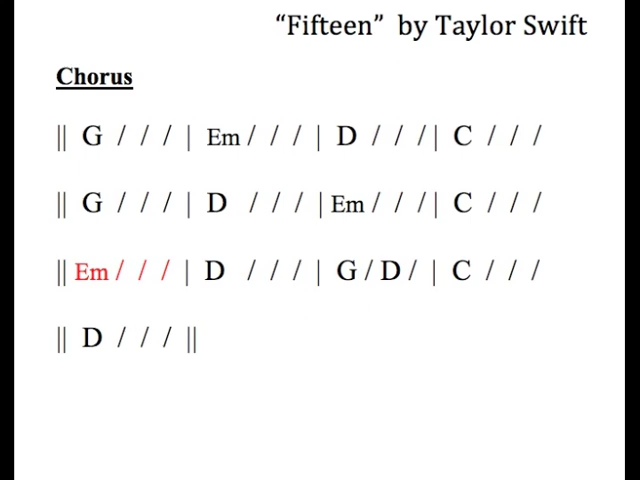 “Fifteen”  by Taylor Swift
Chorus
||  G  /  /  /  |  Em /  /  /  |  D  /  /  / |  C  /  /  /
||  G  /  /  /  |  D   /  /  /  | Em /  /  / |  C  /  /  /
|| Em /  /  /  |  D   /  /  /  |  G / D /  |  C  /  /  /
||  D  /  /  /  ||